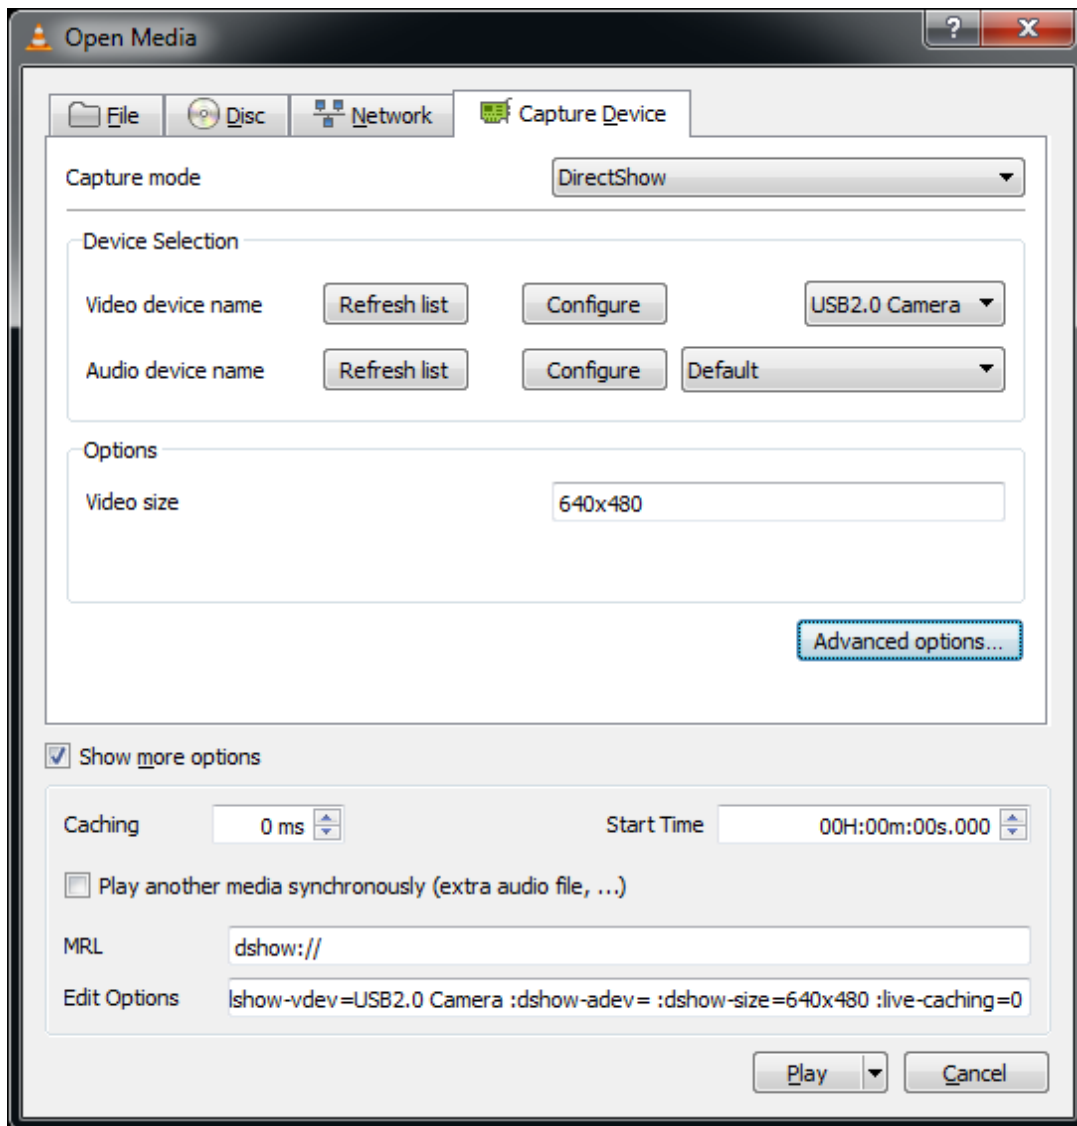 Open Media
File Disc Network Capture Device
Capture mode DirectShow
Device Selection
Video device name Refresh list Configure USB2.0 Camera
Audio device name Refresh list Configure Default
Options
Video size 640x480
Advanced options...
Show more options
Caching 0 ms Start Time 00H:00m:00s.000
Play another media synchronously (extra audio file, ...)
MRL dshow://
Edit Options lshow-vdev=USB2.0 Camera :dshow-adev= :dshow-size=640x480 :live-caching=0
Play Cancel